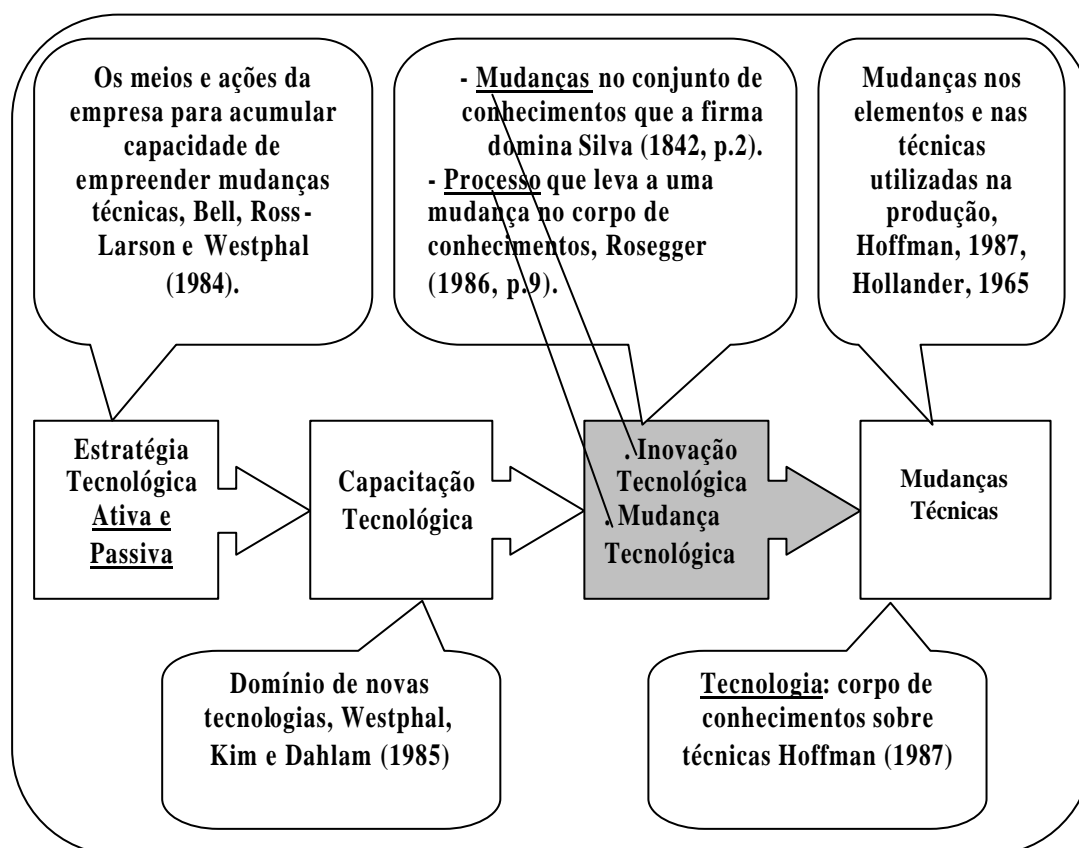 Os meios e ações da
empresa para acumular
capacidade de
empreender mudanças
técnicas, Bell, Ross-
Larson e Westphal
(1984).
- Mudanças no conjunto de
conhecimentos que a firma
domina Silva (1842, p.2).
- Processo que leva a uma
mudança no corpo de
conhecimentos, Rosegger
(1986, p.9).
Mudanças nos
elementos e nas
técnicas
utilizadas na
produção,
Hoffman, 1987,
Hollander, 1965
Estratégia
Tecnológica
Ativa e
Passiva
Capacitação
Tecnológica
. Inovação
Tecnológica
. Mudança
Tecnológica
Mudanças
Técnicas
Domínio de novas
tecnologias, Westphal,
Kim e Dahlam (1985)
Tecnologia: corpo de
conhecimentos sobre
técnicas Hoffman (1987)